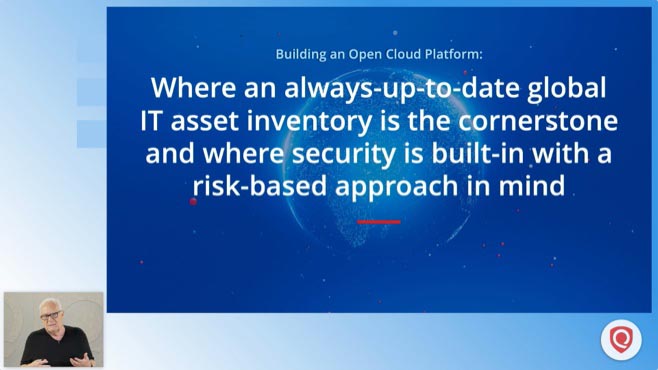 Building an Open Cloud Platform:
Where an always-up-to-date global
IT asset inventory is the cornerstone
and where security is built-in with a
risk-based approach in mind